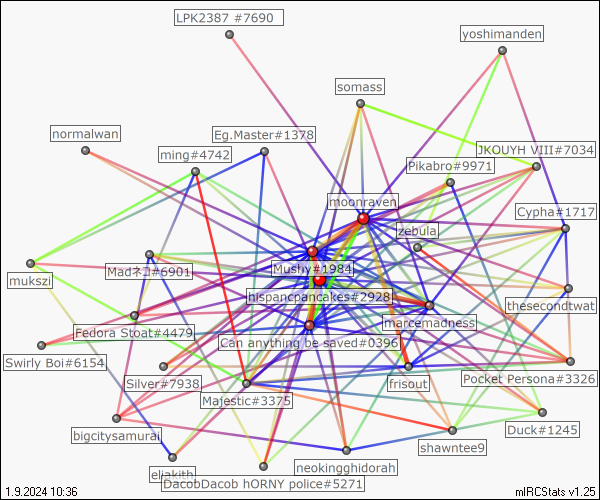 LPK2387 #7690
yoshimanden
somass
normalwan
Eg.Master#1378
ming#4742
JKOUYH VIII#7034
Pikabro#9971
moonraven
Cypha#1717
zebula
Mushy#1984
mukszi
Madネコ#6901
hispancpancakes#2928
thesecondtwat
marcemadness
Fedora Stoat#4479
Can anything be saved#0396
Swirly Boi#6154
Silver#7938
frisout
Pocket Persona#3326
Majestic#3375
Duck#1245
bigcitysamurai
shawntee9
eliakith
neokingghidorah
DacobDacob hORNY police#5271
1.9.2024 10:36
mIRCStats v1.25